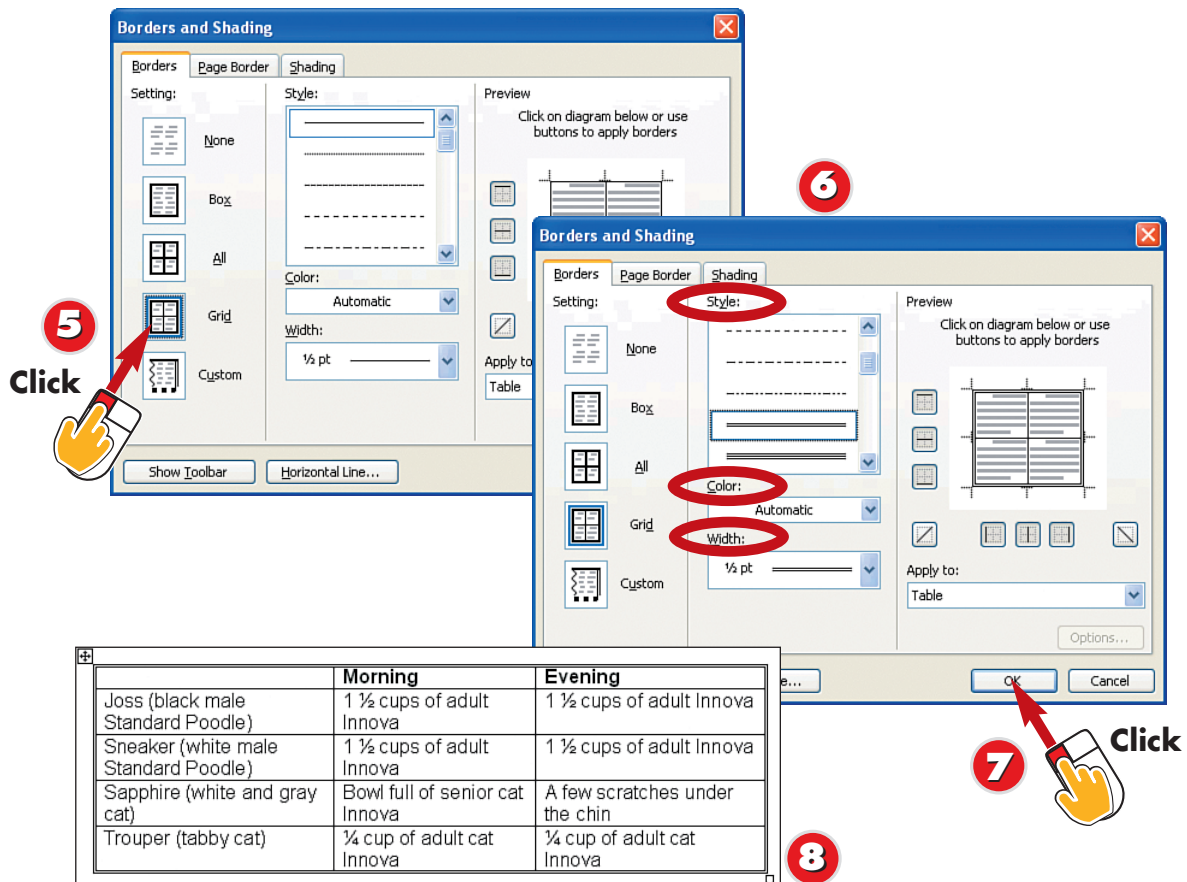 Borders and Shading
Borders
Page Border
Shading
Setting:
None
Box
All
Grid
Custom
Style:
Color:
Automatic
Width:
½ pt
Preview
Click on diagram below or use
buttons to apply borders
Apply to
Table
Show Toolbar
Horizontal Line...
5
Click
6
Borders and Shading
Borders
Page Border
Shading
Setting:
None
Box
All
Grid
Custom
Style:
Color:
Automatic
Width:
½ pt
Preview
Click on diagram below or use
buttons to apply borders
Apply to:
Table
Options...
e...
OK
Cancel
7
Click
Morning
Evening
Joss (black male
Standard Poodle)
1 ½ cups of adult
Innova
1 ½ cups of adult Innova
Sneaker (white male
Standard Poodle)
1 ½ cups of adult
Innova
1 ½ cups of adult Innova
Sapphire (white and gray
cat)
Bowl full of senior cat
Innova
A few scratches under
the chin
Trouper (tabby cat)
¼ cup of adult cat
Innova
¼ cup of adult cat
Innova
8